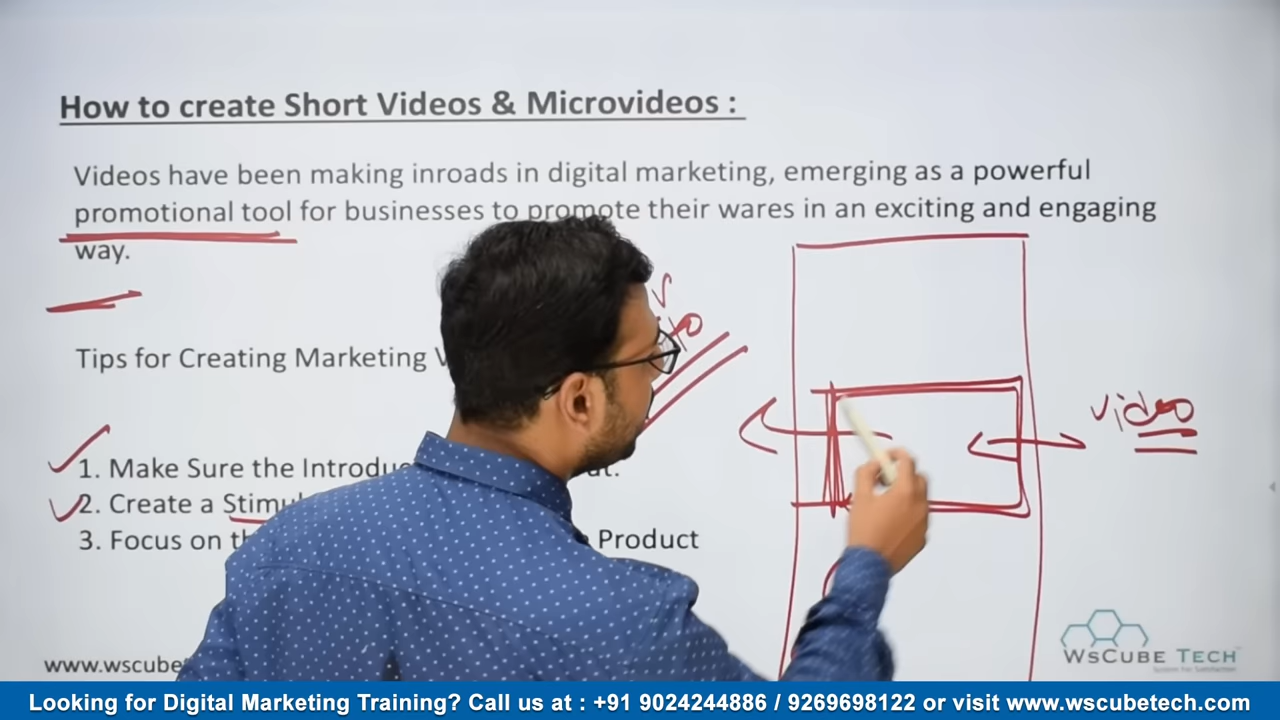 How to create Short Videos & Microvideos :
Videos have been making inroads in digital marketing, emerging as a powerful
promotional tool for businesses to promote their wares in an exciting and engaging
way.
Tips for Creating Marketing
1. Make Sure the
2. Create a
3. Focus on
Product
video
www.wscube
WsCube Tech
Looking for Digital Marketing Training? Call us at : +91 9024244886 / 9269698122 or visit www.wscubetech.com